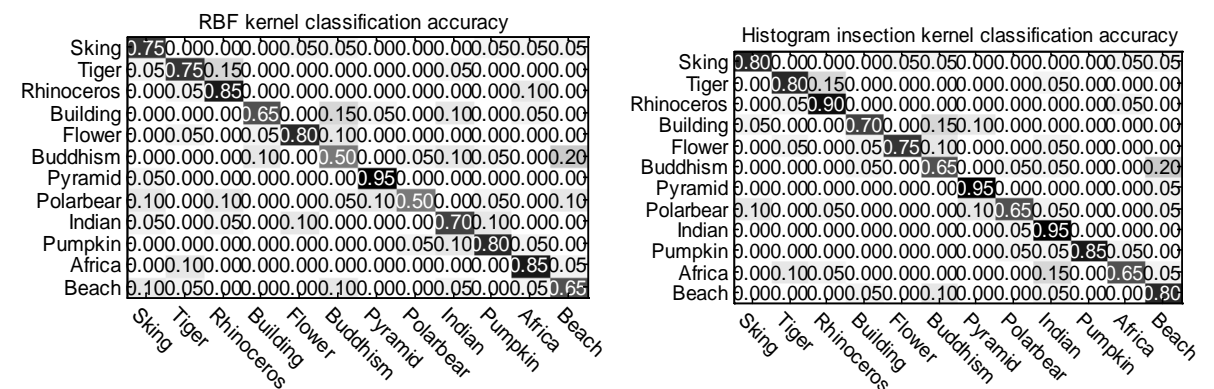 RBF kernel classification accuracy
Sking 0.75 0.00 0.00 0.00 0.05 0.05 0.00 0.00 0.00 0.05 0.05 0.05
Tiger 0.05 0.75 0.15 0.00 0.00 0.00 0.00 0.00 0.05 0.00 0.00 0.00
Rhinoceros 0.00 0.05 0.85 0.00 0.00 0.00 0.00 0.00 0.00 0.00 0.10 0.00
Building 0.00 0.00 0.00 0.65 0.00 0.15 0.05 0.00 0.10 0.00 0.05 0.00
Flower 0.00 0.05 0.00 0.05 0.80 0.10 0.00 0.00 0.00 0.00 0.00 0.00
Buddhism 0.00 0.00 0.00 0.10 0.00 0.50 0.00 0.05 0.10 0.05 0.00 0.20
Pyramid 0.05 0.00 0.00 0.00 0.00 0.00 0.95 0.00 0.00 0.00 0.00 0.00
Polarbear 0.10 0.00 0.10 0.00 0.00 0.05 0.10 0.50 0.00 0.05 0.00 0.10
Indian 0.05 0.00 0.05 0.00 0.10 0.00 0.00 0.00 0.70 0.10 0.00 0.00
Pumpkin 0.00 0.00 0.00 0.00 0.00 0.00 0.00 0.05 0.10 0.80 0.05 0.00
Africa 0.00 0.10 0.00 0.00 0.00 0.00 0.00 0.00 0.00 0.00 0.85 0.05
Beach 0.10 0.05 0.00 0.00 0.00 0.10 0.00 0.00 0.05 0.00 0.05 0.65
Sking Tiger Rhinoceros Building Flower Buddhism Pyramid Polarbear Indian Pumpkin Africa Beach
Histogram insection kernel classification accuracy
Sking 0.80 0.00 0.00 0.00 0.05 0.05 0.00 0.00 0.00 0.00 0.05 0.05
Tiger 0.00 0.80 0.15 0.00 0.00 0.00 0.05 0.00 0.00 0.00 0.00 0.00
Rhinoceros 0.00 0.05 0.90 0.00 0.00 0.00 0.00 0.00 0.00 0.00 0.05 0.00
Building 0.05 0.00 0.00 0.70 0.00 0.15 0.10 0.00 0.00 0.00 0.00 0.00
Flower 0.00 0.05 0.00 0.05 0.75 0.10 0.00 0.00 0.00 0.05 0.00 0.00
Buddhism 0.00 0.00 0.00 0.00 0.00 0.65 0.00 0.05 0.05 0.05 0.00 0.20
Pyramid 0.00 0.00 0.00 0.00 0.00 0.00 0.95 0.00 0.00 0.00 0.00 0.05
Polarbear 0.10 0.00 0.00 0.05 0.00 0.00 0.10 0.65 0.05 0.00 0.00 0.05
Indian 0.00 0.00 0.00 0.00 0.00 0.00 0.00 0.05 0.95 0.00 0.00 0.00
Pumpkin 0.00 0.00 0.00 0.00 0.00 0.00 0.00 0.05 0.05 0.85 0.05 0.00
Africa 0.00 0.10 0.05 0.00 0.00 0.00 0.00 0.00 0.15 0.00 0.65 0.05
Beach 0.00 0.00 0.00 0.05 0.00 0.10 0.00 0.00 0.05 0.00 0.00 0.80
Sking Tiger Rhinoceros Building Flower Buddhism Pyramid Polarbear Indian Pumpkin Africa Beach